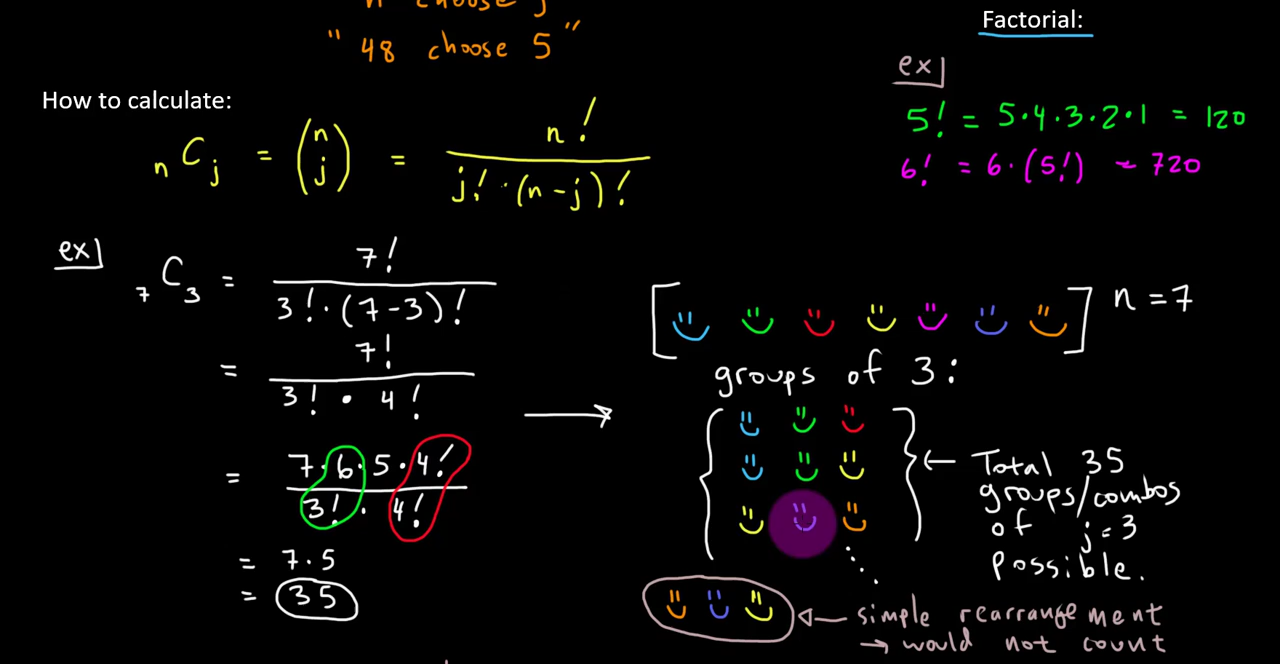 n choose j
" 48 choose 5 "
How to calculate:
nCj = (n j) = n! / j! · (n - j)!
Factorial:
ex
5! = 5·4·3·2·1 = 120
6! = 6·(5!) = 720
ex
7C3 = 7! / 3! · (7-3)!
= 7! / 3! • 4!
= 7·6·5·4! / 3! · 4!
= 7·5
= 35
n = 7
groups of 3:
Total 35
groups/combos
of j=3
possible.
simple rearrangement
→ would not count